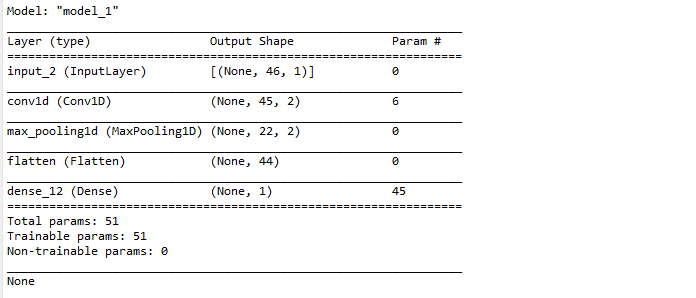 Model: "model_1"
_________________________________________________________________
Layer (type)                 Output Shape              Param #
=================================================================
input_2 (InputLayer)         [(None, 46, 1)]           0
_________________________________________________________________
conv1d (Conv1D)              (None, 45, 2)             6
_________________________________________________________________
max_pooling1d (MaxPooling1D) (None, 22, 2)             0
_________________________________________________________________
flatten (Flatten)            (None, 44)                0
_________________________________________________________________
dense_12 (Dense)             (None, 1)                 45
=================================================================
Total params: 51
Trainable params: 51
Non-trainable params: 0
_________________________________________________________________
None